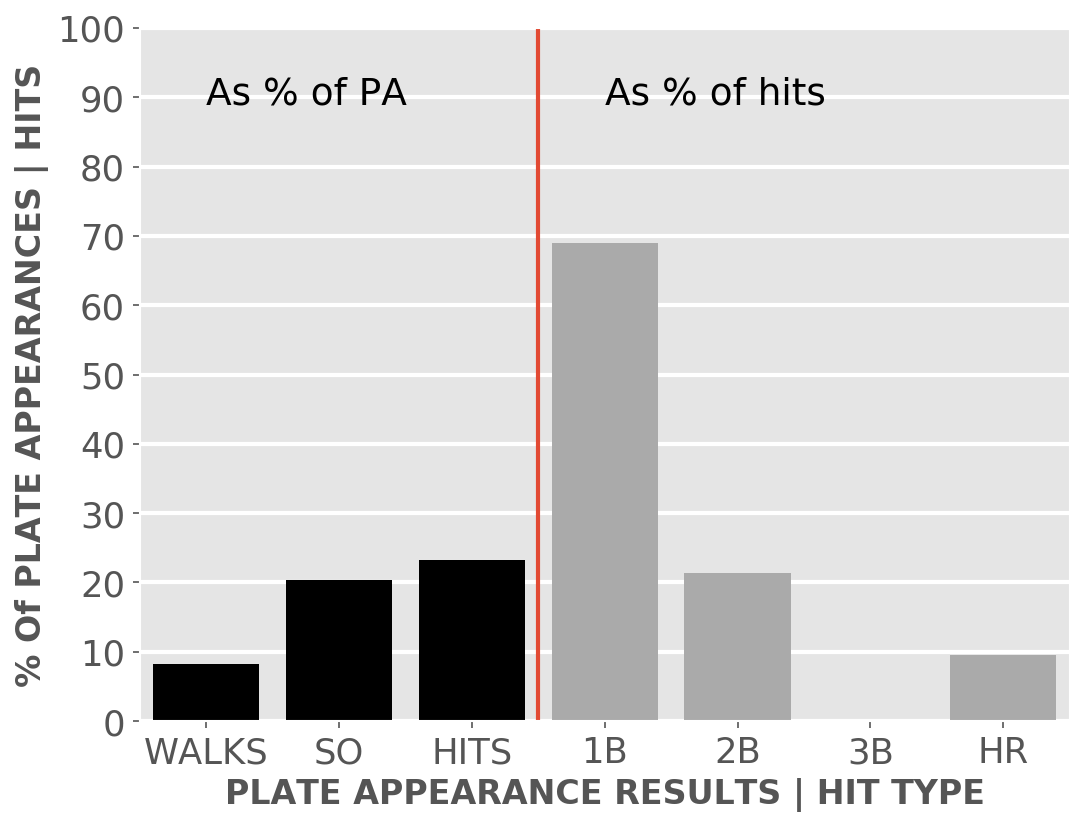 % Of PLATE APPEARANCES | HITS
100
90
80
70
60
50
40
30
20
10
0
As % of PA
As % of hits
WALKS SO HITS 1B 2B 3B HR
PLATE APPEARANCE RESULTS | HIT TYPE